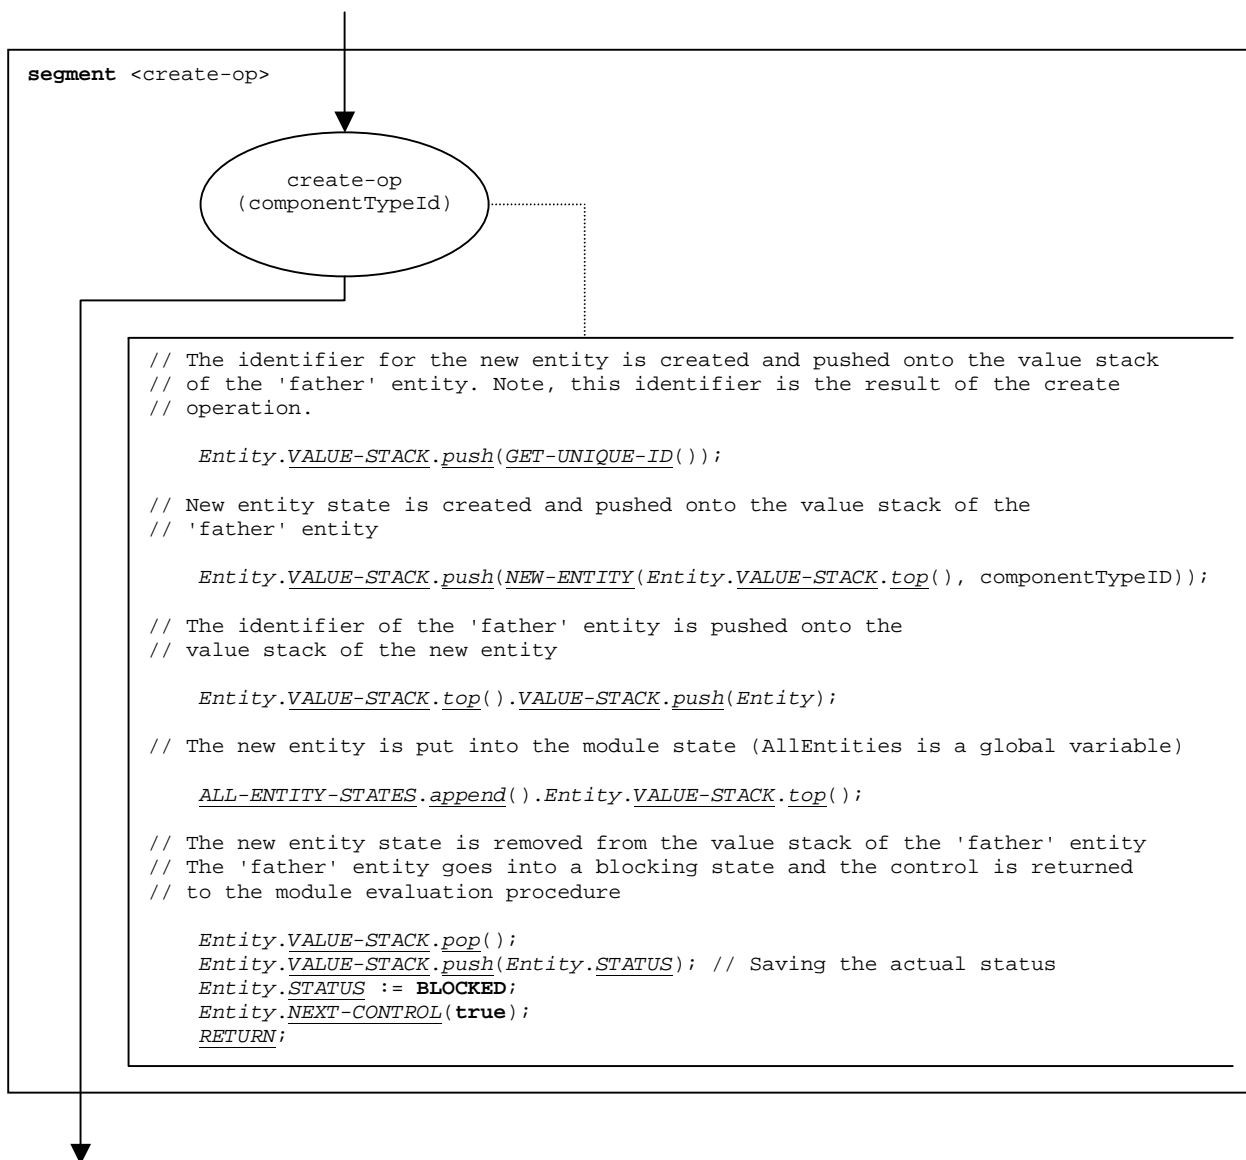 segment <create-op>
create-op
(componentTypeId)
// The identifier for the new entity is created and pushed onto the value stack
// of the 'father' entity. Note, this identifier is the result of the create
// operation.
Entity.VALUE-STACK.push(GET-UNIQUE-ID());
// New entity state is created and pushed onto the value stack of the
// 'father' entity
Entity.VALUE-STACK.push(NEW-ENTITY(Entity.VALUE-STACK.top(), componentTypeID));
// The identifier of the 'father' entity is pushed onto the
// value stack of the new entity
Entity.VALUE-STACK.top().VALUE-STACK.push(Entity);
// The new entity is put into the module state (AllEntities is a global variable)
ALL-ENTITY-STATES.append().Entity.VALUE-STACK.top();
// The new entity state is removed from the value stack of the 'father' entity
// The 'father' entity goes into a blocking state and the control is returned
// to the module evaluation procedure
Entity.VALUE-STACK.pop();
Entity.VALUE-STACK.push(Entity.STATUS); // Saving the actual status
Entity.STATUS := BLOCKED;
Entity.NEXT-CONTROL(true);
RETURN;